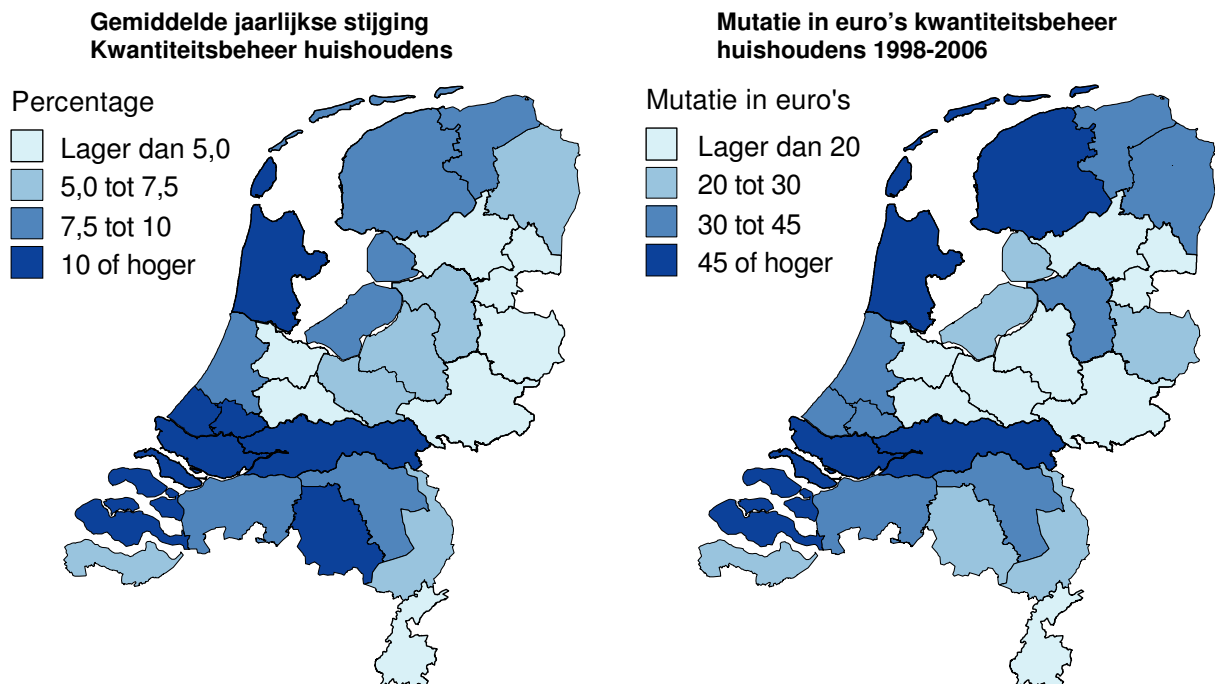 Gemiddelde jaarlijkse stijging
Kwantiteitsbeheer huishoudens
Percentage
Lager dan 5,0
5,0 tot 7,5
7,5 tot 10
10 of hoger
Mutatie in euro’s kwantiteitsbeheer
huishoudens 1998-2006
Mutatie in euro's
Lager dan 20
20 tot 30
30 tot 45
45 of hoger